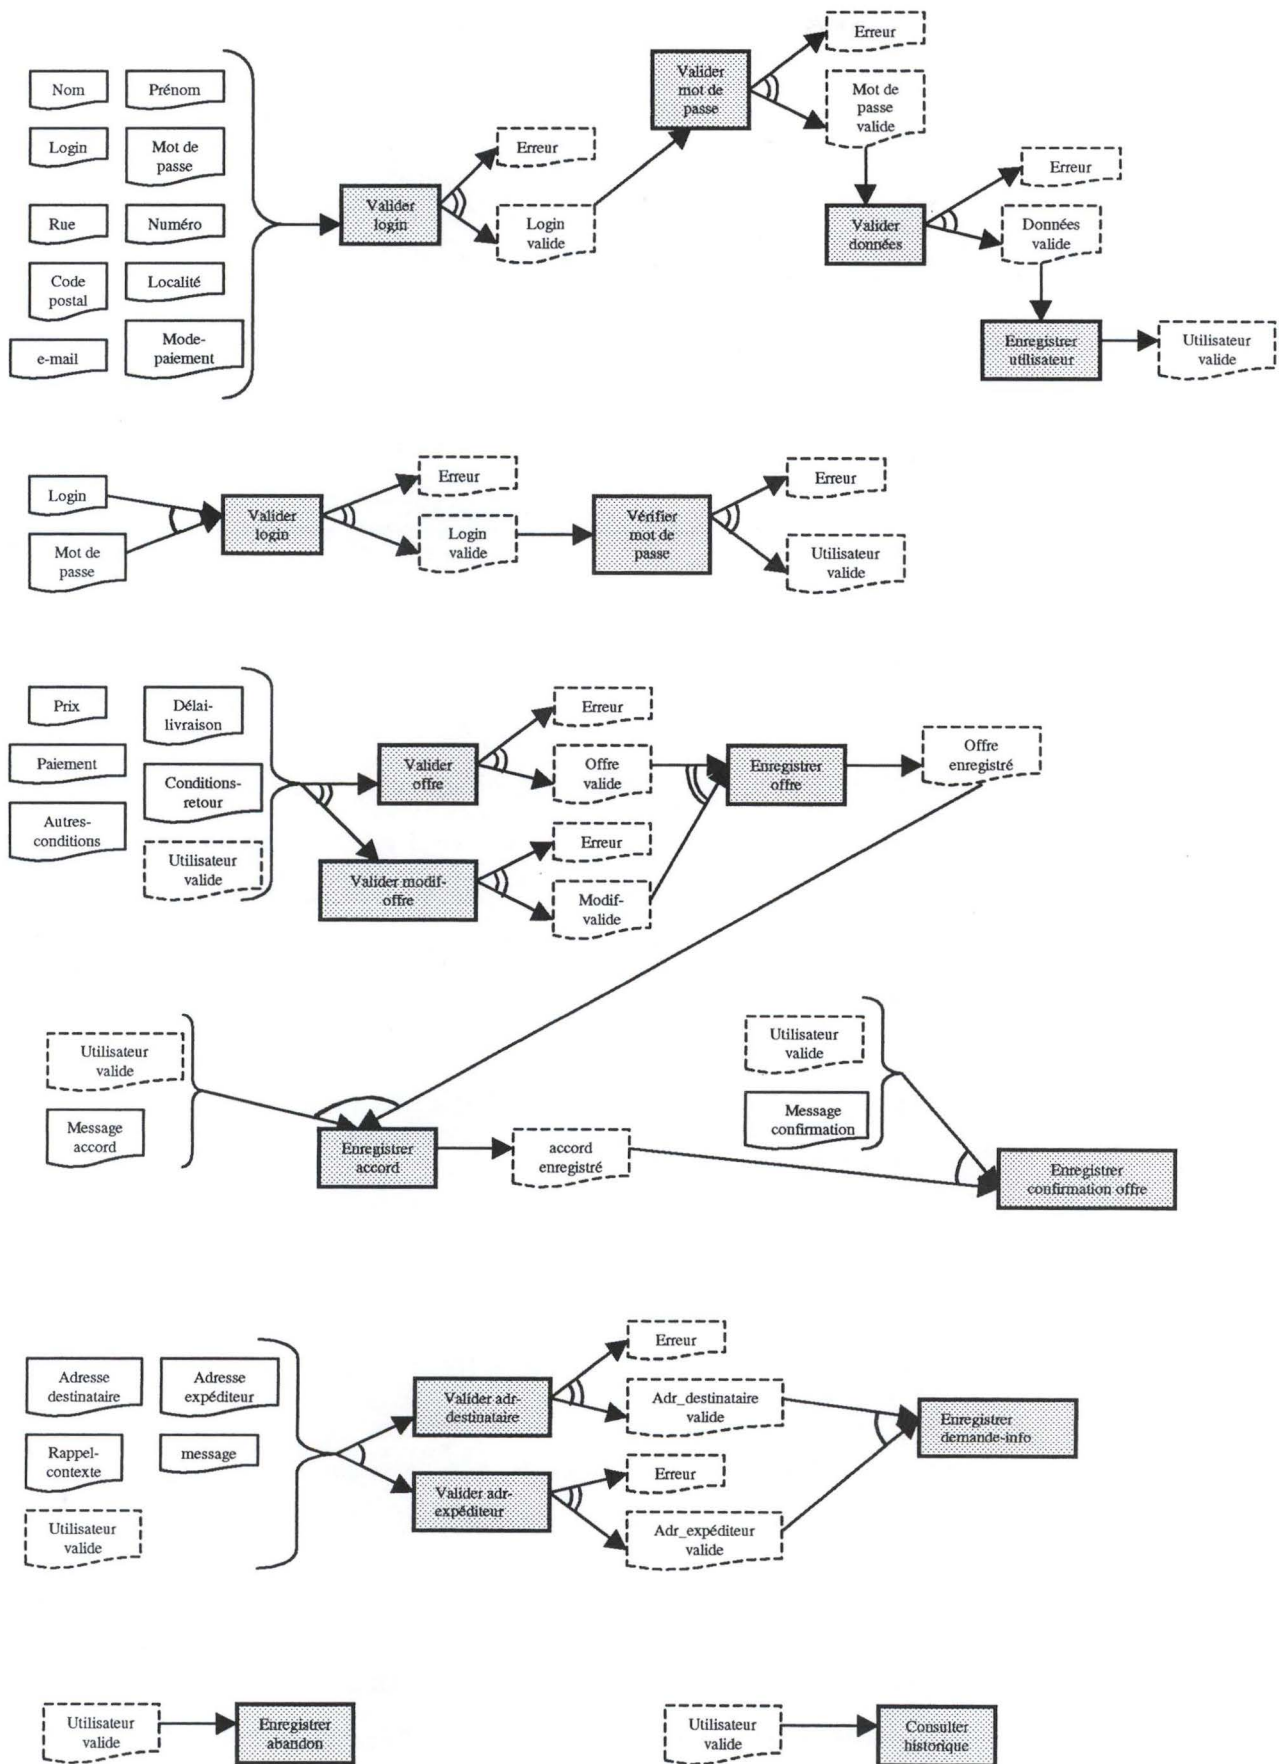 Nom
Prénom
Login
Mot de
passe
Rue
Numéro
Code
postal
Localité
e-mail
Mode-
paiement
Valider
login
Erreur
Login
valide
Valider
mot de
passe
Erreur
Mot de
passe
valide
Valider
données
Erreur
Données
valide
Enregistrer
utilisateur
Utilisateur
valide
Login
Mot de
passe
Valider
login
Erreur
Login
valide
Vérifier
mot de
passe
Erreur
Utilisateur
valide
Prix
Délai-
livraison
Paiement
Conditions-
retour
Autres-
conditions
Utilisateur
valide
Valider
offre
Erreur
Offre
valide
Valider modif-
offre
Erreur
Modif-
valide
Enregistrer
offre
Offre
enregistré
Utilisateur
valide
Message
accord
Enregistrer
accord
accord
enregistré
Utilisateur
valide
Message
confirmation
Enregistrer
confirmation offre
Adresse
destinataire
Adresse
expéditeur
Rappel-
contexte
message
Utilisateur
valide
Valider adr-
destinataire
Erreur
Adr_destinataire
valide
Valider adr-
expéditeur
Erreur
Adr_expéditeur
valide
Enregistrer
demande-info
Utilisateur
valide
Enregistrer
abandon
Utilisateur
valide
Consulter
historique